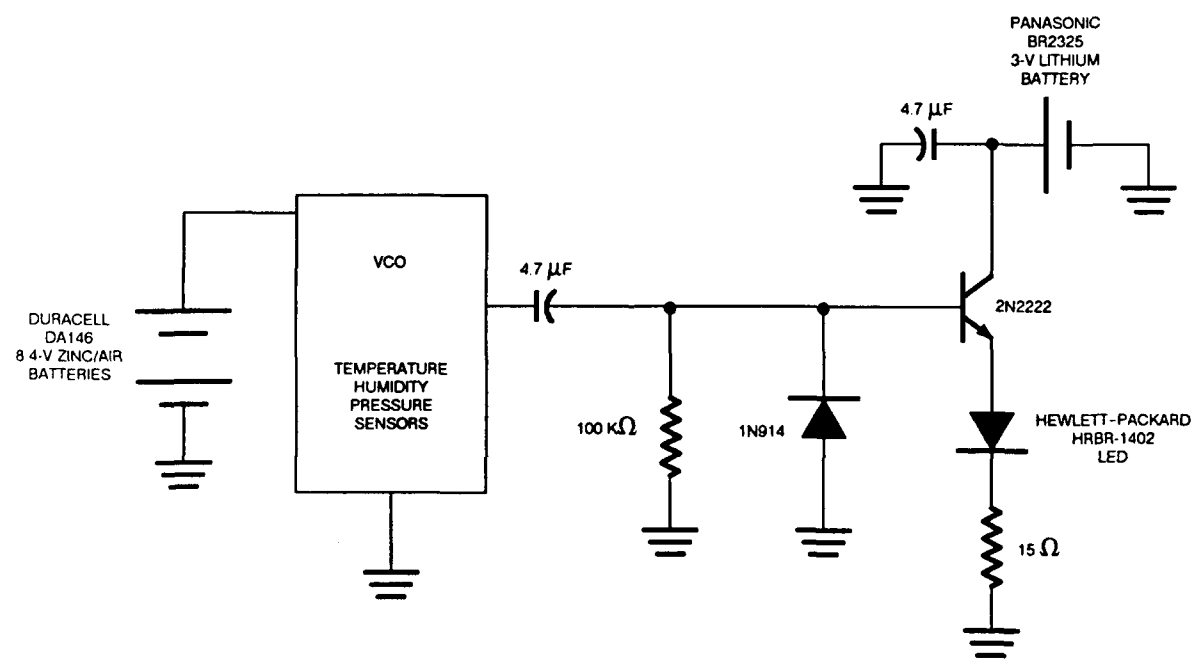 PANASONIC
BR2325
3-V LITHIUM
BATTERY
4.7 µF
VCO
4.7 µF
2N2222
DURACELL
DA146
8 4-V ZINC/AIR
BATTERIES
TEMPERATURE
HUMIDITY
PRESSURE
SENSORS
100 KΩ
1N914
HEWLETT-PACKARD
HRBR-1402
LED
15 Ω